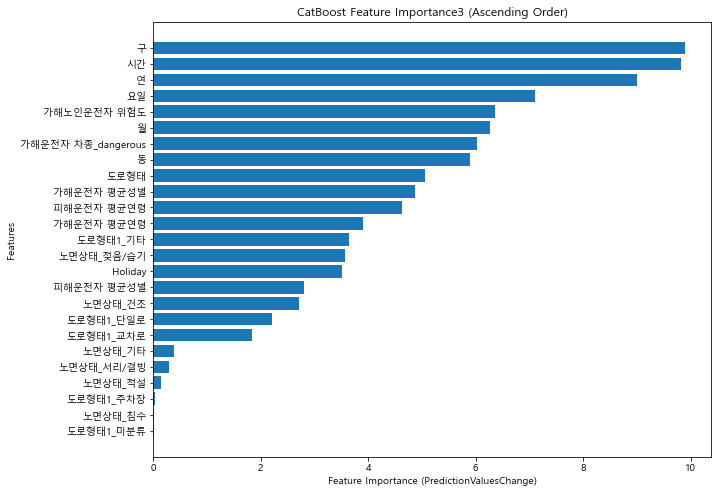 CatBoost Feature Importance3 (Ascending Order)
구
시간
연
요일
가해노인운전자 위험도
월
가해운전자 차종_dangerous
동
도로형태
가해운전자 평균성별
피해운전자 평균연령
가해운전자 평균연령
도로형태1_기타
노면상태_젖음/습기
Holiday
피해운전자 평균성별
노면상태_건조
도로형태1_단일로
도로형태1_교차로
노면상태_기타
노면상태_서리/결빙
노면상태_적설
도로형태1_주차장
노면상태_침수
도로형태1_미분류
Features
0 2 4 6 8 10
Feature Importance (PredictionValuesChange)